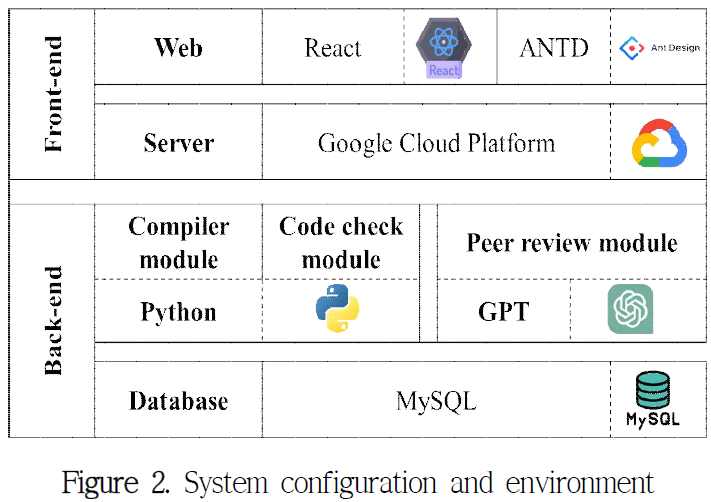 Front-end
Web React React ANTD Ant Design
Server Google Cloud Platform
Back-end
Compiler module Code check module Peer review module
Python GPT
Database MySQL MySQL
Figure 2. System configuration and environment